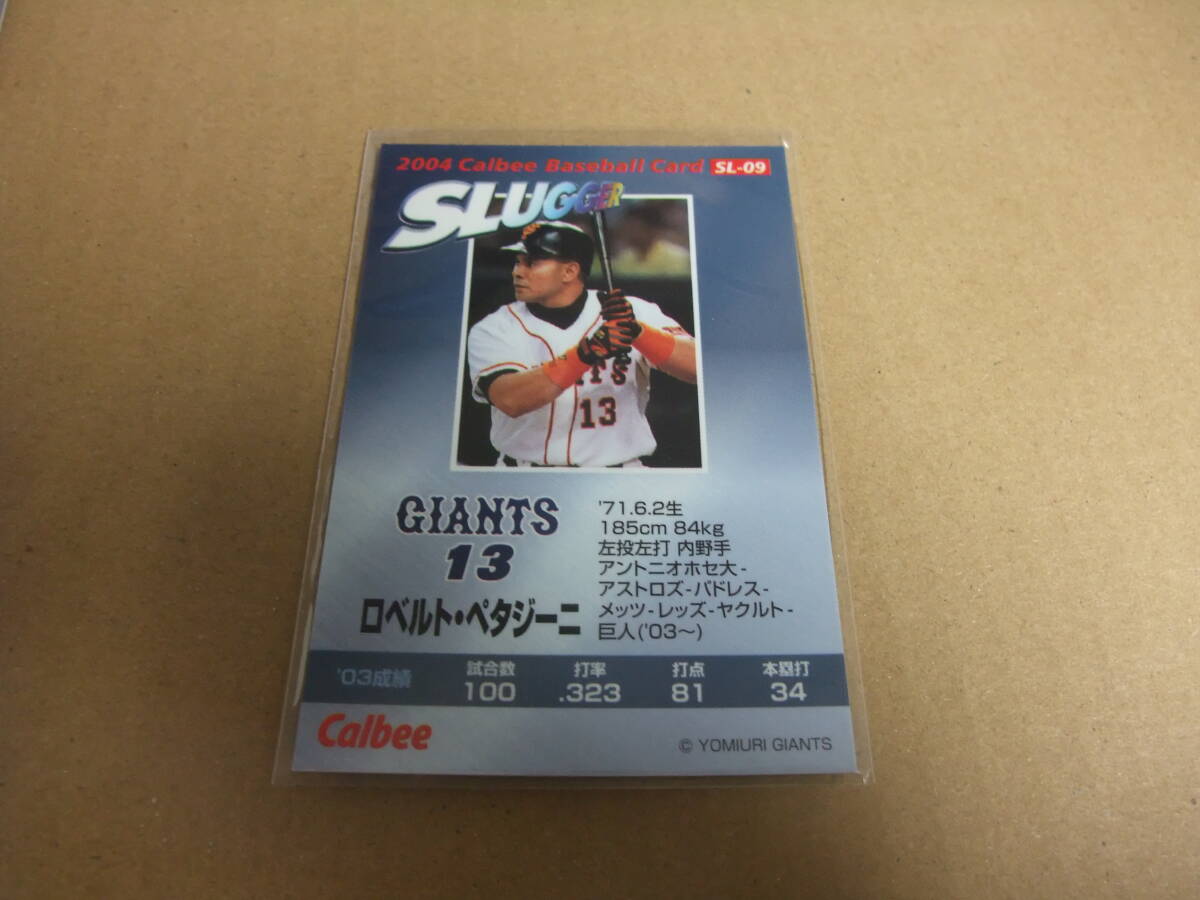 2004 Calbee Baseball Card SL-09
SLUGGER
13
GIANTS
13
ロベルト・ペタジーニ
'71.6.2生
185cm 84kg
左投左打 内野手
アントニオホセ大-
アストロズ-パドレス-
メッツ-レッズ-ヤクルト-
巨人('03～)
'03成績
試合数 打率 打点 本塁打
100 .323 81 34
Calbee
© YOMIURI GIANTS